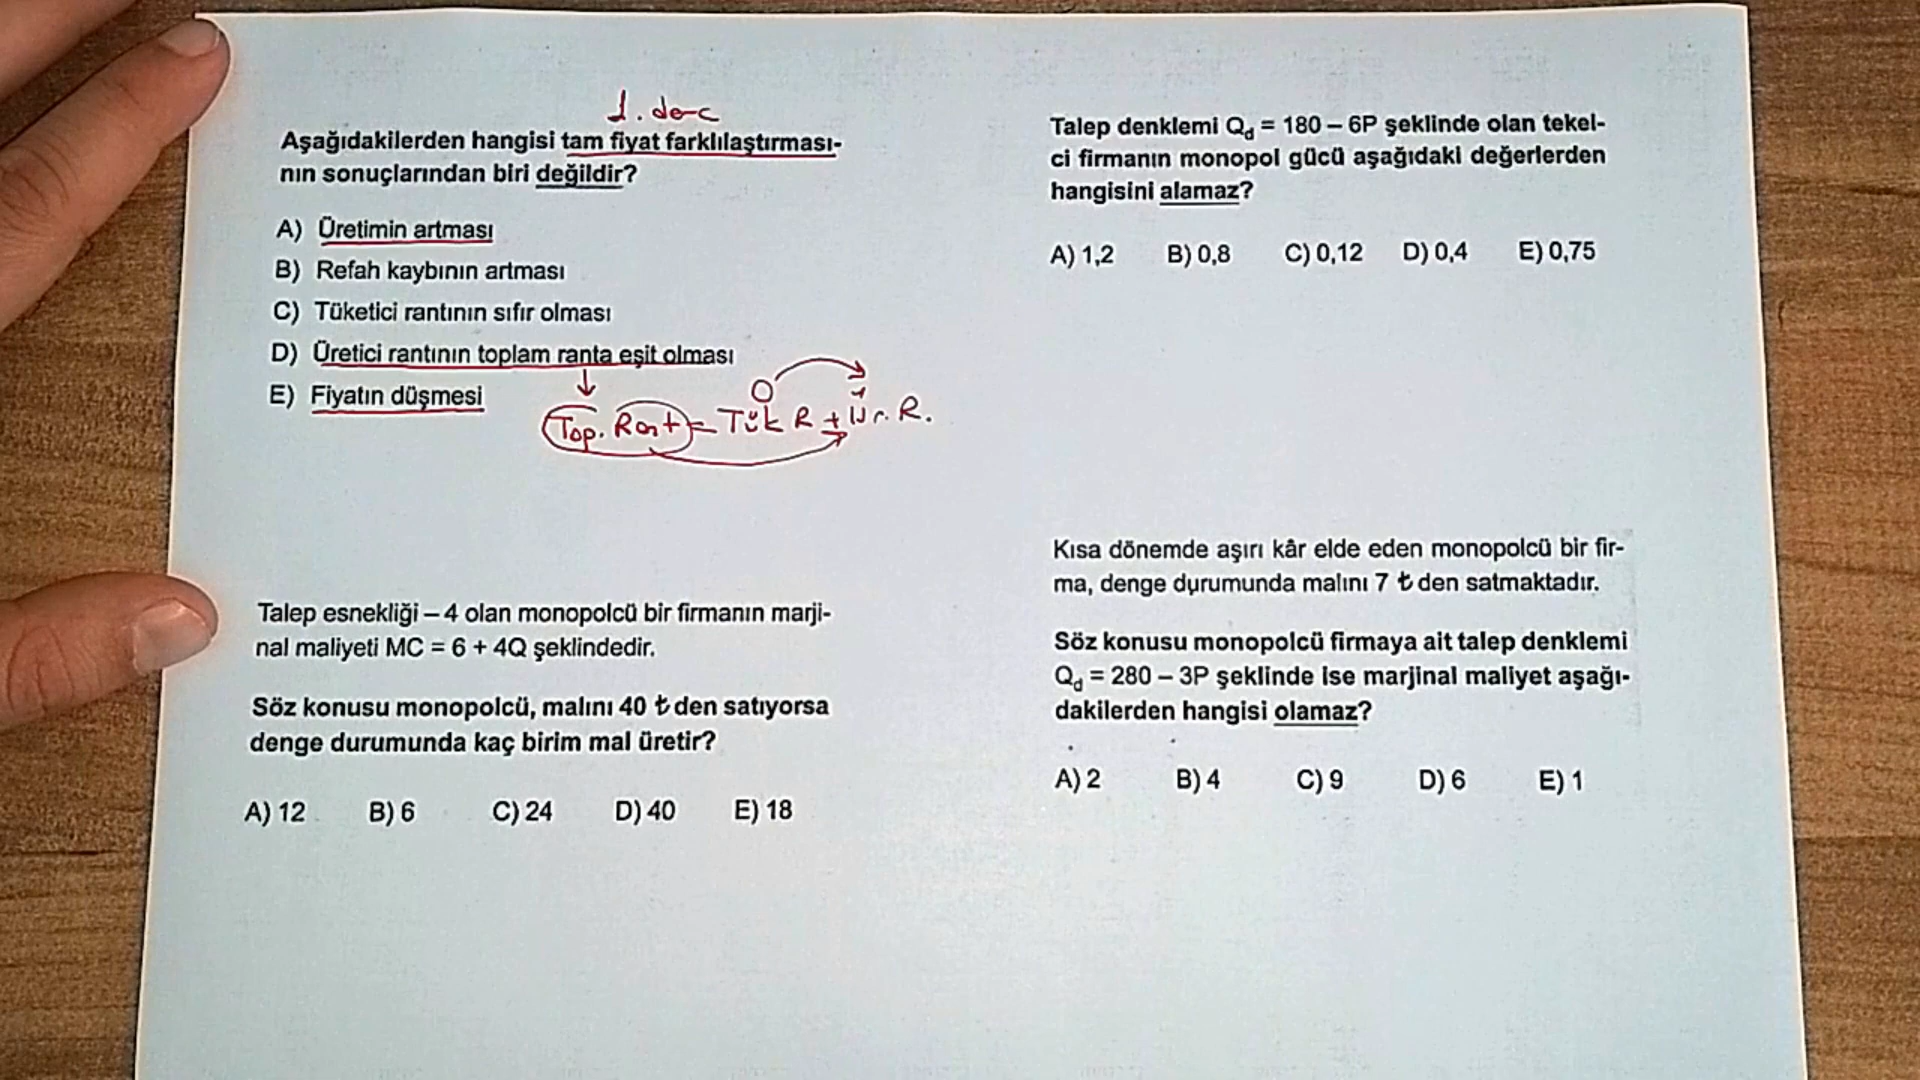 1. derc
Aşağıdakilerden hangisi tam fiyat farklılaştırması-
nın sonuçlarından biri değildir?
A) Üretimin artması
B) Refah kaybının artması
C) Tüketici rantının sıfır olması
D) Üretici rantının toplam ranta eşit olması
E) Fiyatın düşmesi
0
Top. Rant = Tük R + Ür. R.
Talep esnekliği – 4 olan monopolcü bir firmanın marji-
nal maliyeti MC = 6 + 4Q şeklindedir.
Söz konusu monopolcü, malını 40 ₺ den satıyorsa
denge durumunda kaç birim mal üretir?
A) 12 B) 6 C) 24 D) 40 E) 18
Talep denklemi Qd = 180 – 6P şeklinde olan tekel-
ci firmanın monopol gücü aşağıdaki değerlerden
hangisini alamaz?
A) 1,2 B) 0,8 C) 0,12 D) 0,4 E) 0,75
Kısa dönemde aşırı kâr elde eden monopolcü bir fir-
ma, denge durumunda malını 7 ₺ den satmaktadır.
Söz konusu monopolcü firmaya ait talep denklemi
Qd = 280 – 3P şeklinde ise marjinal maliyet aşağı-
dakilerden hangisi olamaz?
A) 2 B) 4 C) 9 D) 6 E) 1